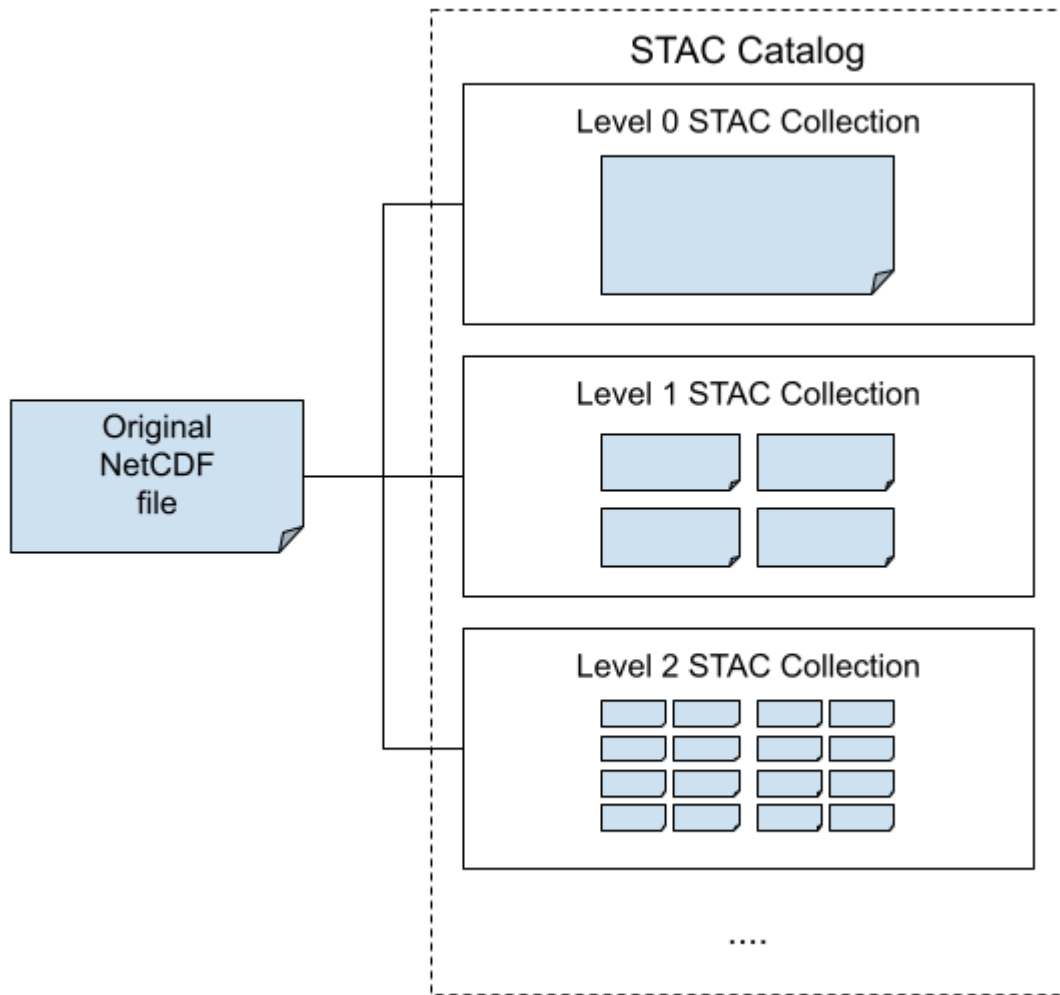 STAC Catalog
Level 0 STAC Collection
Original
NetCDF
file
Level 1 STAC Collection
Level 2 STAC Collection
....